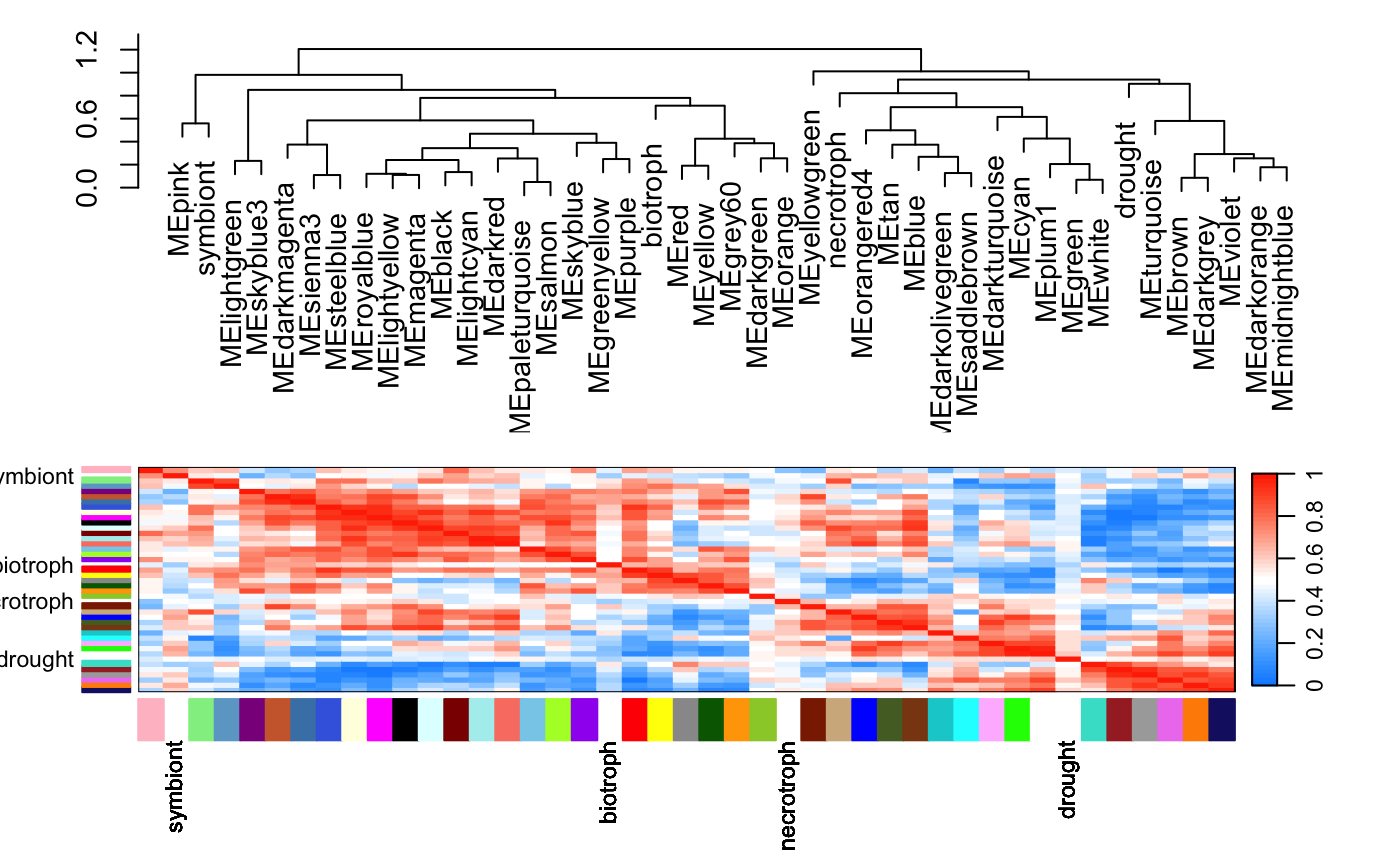 1.2
0.6
0.0
MEpink
symbiont
MElightgreen
MEskyblue3
MEdarkmagenta
MEsienna3
MEsteelblue
MEroyalblue
MElightyellow
MEmagenta
MEblack
MElightcyan
MEdarkred
MEpaleturquoise
MEsalmon
MEskyblue
MEgreenyellow
MEpurple
biotroph
MEred
MEyellow
MEgrey60
MEdarkgreen
MEorange
MEyellowgreen
necrotroph
MEorangered4
MEtan
MEblue
MEdarkolivegreen
MEsaddlebrown
MEdarkturquoise
MEcyan
MEplum1
MEgreen
MEwhite
drought
MEturquoise
MEbrown
MEdarkgrey
MEviolet
MEdarkorange
MEmidnightblue
ymbiont
biotroph
crotroph
drought
1
0.8
0.6
0.4
0.2
0
symbiont
biotroph
necrotroph
drought